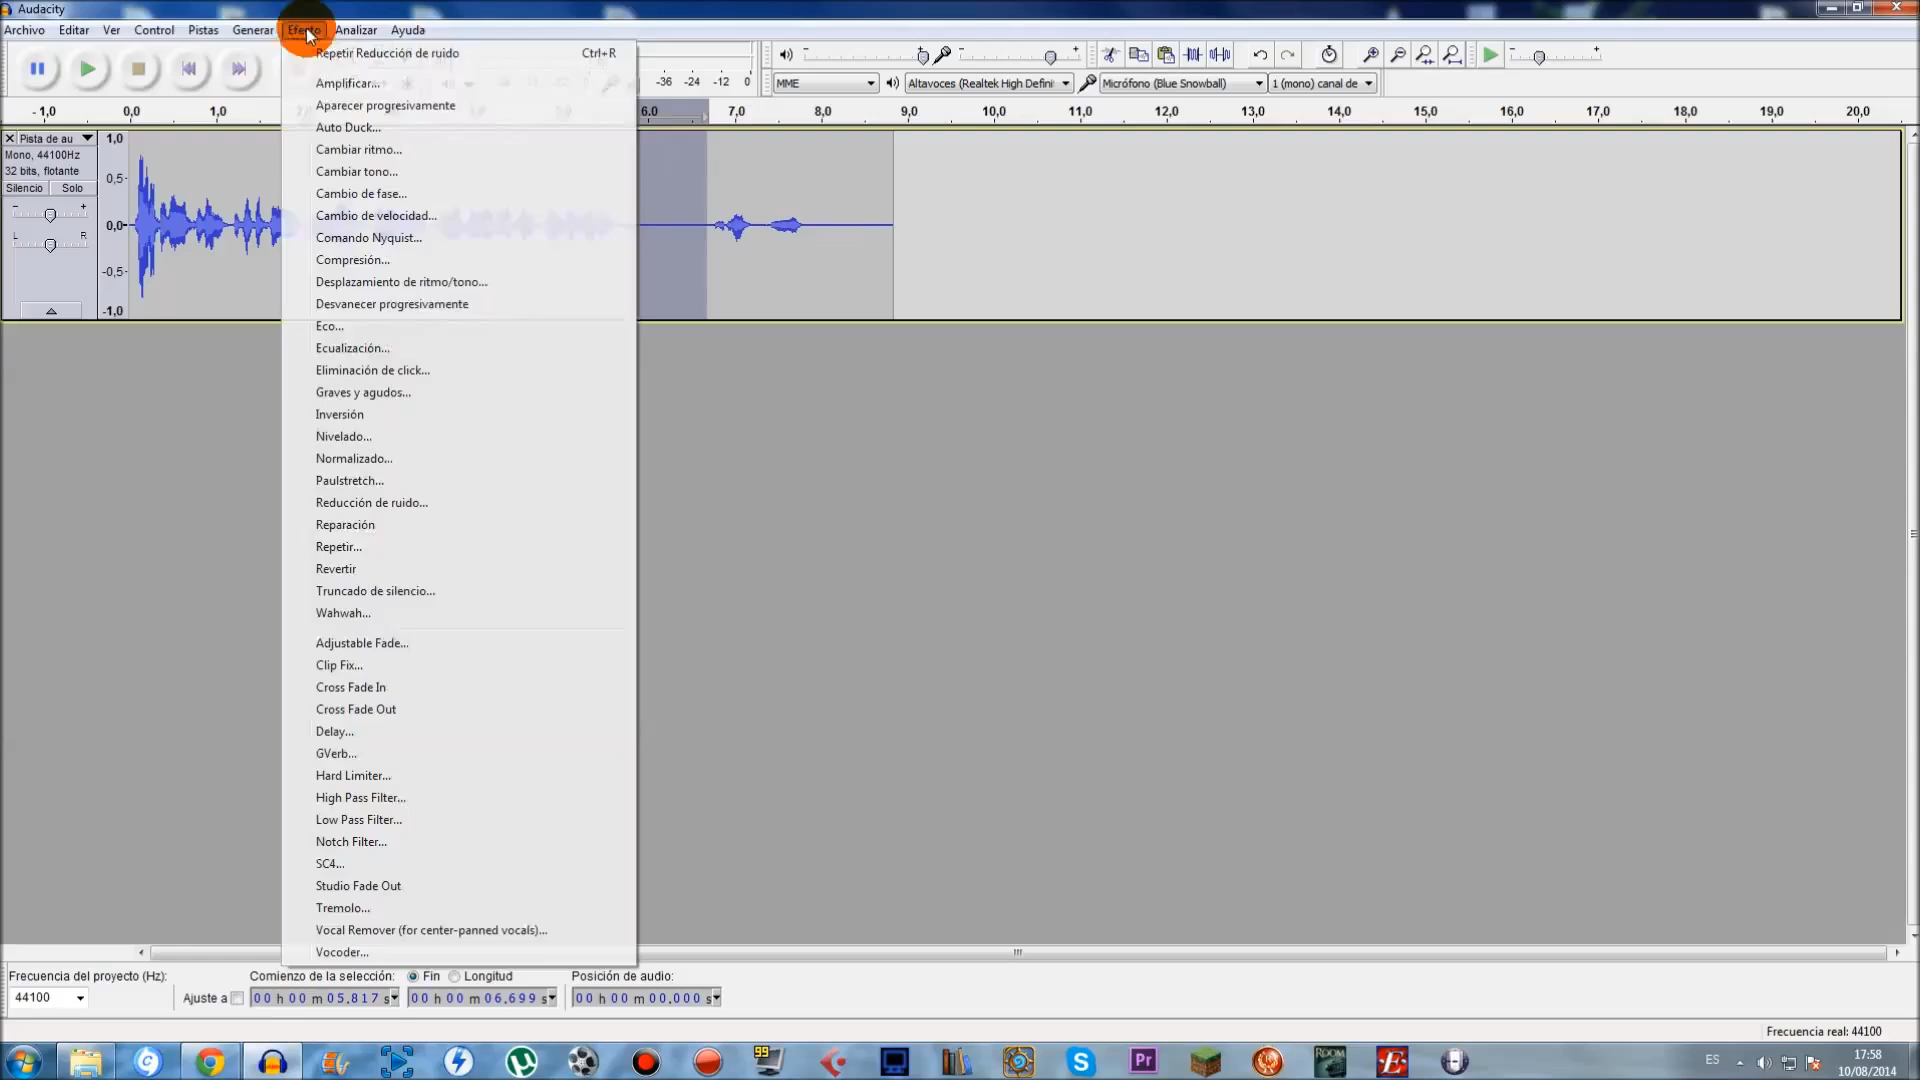 Audacity
Archivo Editar Ver Control Pistas Generar Efecto Analizar Ayuda
Repetir Reducción de ruido Ctrl+R
-36 -24 -12 0
MME Altavoces (Realtek High Defini Micrófono (Blue Snowball) 1 (mono) canal de
-1,0 0,0 1,0 6,0 7,0 8,0 9,0 10,0 11,0 12,0 13,0 14,0 15,0 16,0 17,0 18,0 19,0 20,0
Pista de au
Mono, 44100Hz
32 bits, flotante
Silencio Solo
- +
L R
1,0
0,5-
0,0-
-0,5-
-1,0
Amplificar...
Aparecer progresivamente
Auto Duck...
Cambiar ritmo...
Cambiar tono...
Cambio de fase...
Cambio de velocidad...
Comando Nyquist...
Compresión...
Desplazamiento de ritmo/tono...
Desvanecer progresivamente
Eco...
Ecualización...
Eliminación de click...
Graves y agudos...
Inversión
Nivelado...
Normalizado...
Paulstretch...
Reducción de ruido...
Reparación
Repetir...
Revertir
Truncado de silencio...
Wahwah...
Adjustable Fade...
Clip Fix...
Cross Fade In
Cross Fade Out
Delay...
GVerb...
Hard Limiter...
High Pass Filter...
Low Pass Filter...
Notch Filter...
SC4...
Studio Fade Out
Tremolo...
Vocal Remover (for center-panned vocals)...
Vocoder...
Frecuencia del proyecto (Hz): Comienzo de la selección: Fin Longitud Posición de audio:
44100 Ajuste a 00 h 00 m 05.817 s 00 h 00 m 06.699 s 00 h 00 m 00.000 s
Frecuencia real: 44100
99 Pr ROOM ES 17:58
10/08/2014